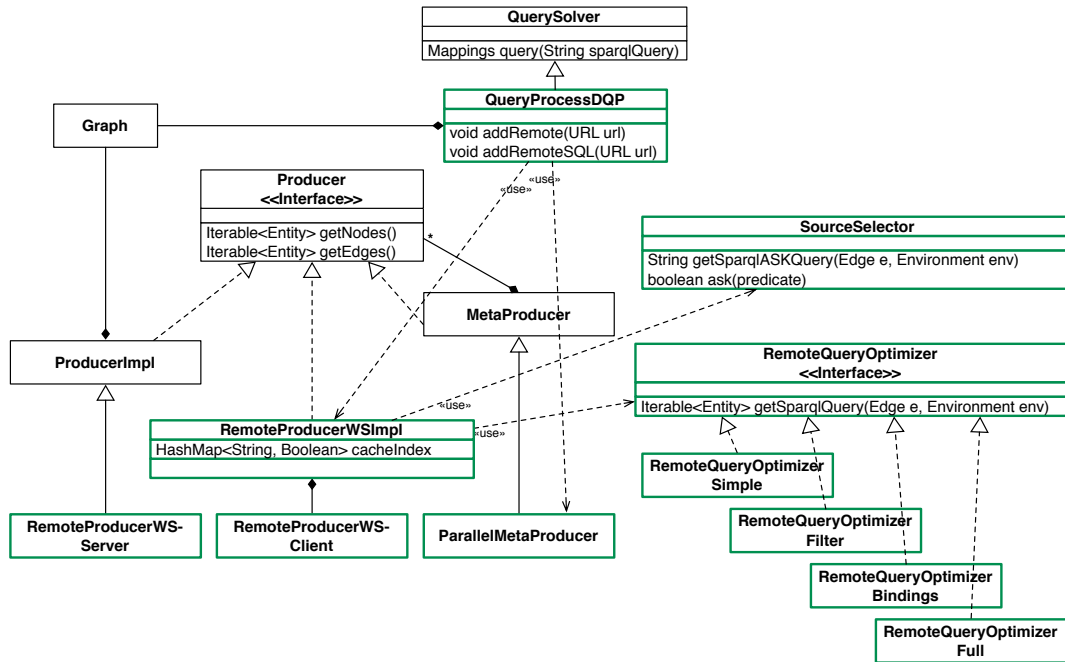 QuerySolver
Mappings query(String sparqlQuery)
QueryProcessDQP
void addRemote(URL url)
void addRemoteSQL(URL url)
Graph
«use»
«use»
Producer
<<Interface>>
Iterable<Entity> getNodes()
Iterable<Entity> getEdges()
*
SourceSelector
String getSparqlASKQuery(Edge e, Environment env)
boolean ask(predicate)
MetaProducer
ProducerImpl
RemoteQueryOptimizer
<<Interface>>
Iterable<Entity> getSparqlQuery(Edge e, Environment env)
«use»
«use»
RemoteProducerWSImpl
HashMap<String, Boolean> cacheIndex
RemoteQueryOptimizer
Simple
RemoteProducerWS-
Server
RemoteProducerWS-
Client
ParallelMetaProducer
RemoteQueryOptimizer
Filter
RemoteQueryOptimizer
Bindings
RemoteQueryOptimizer
Full